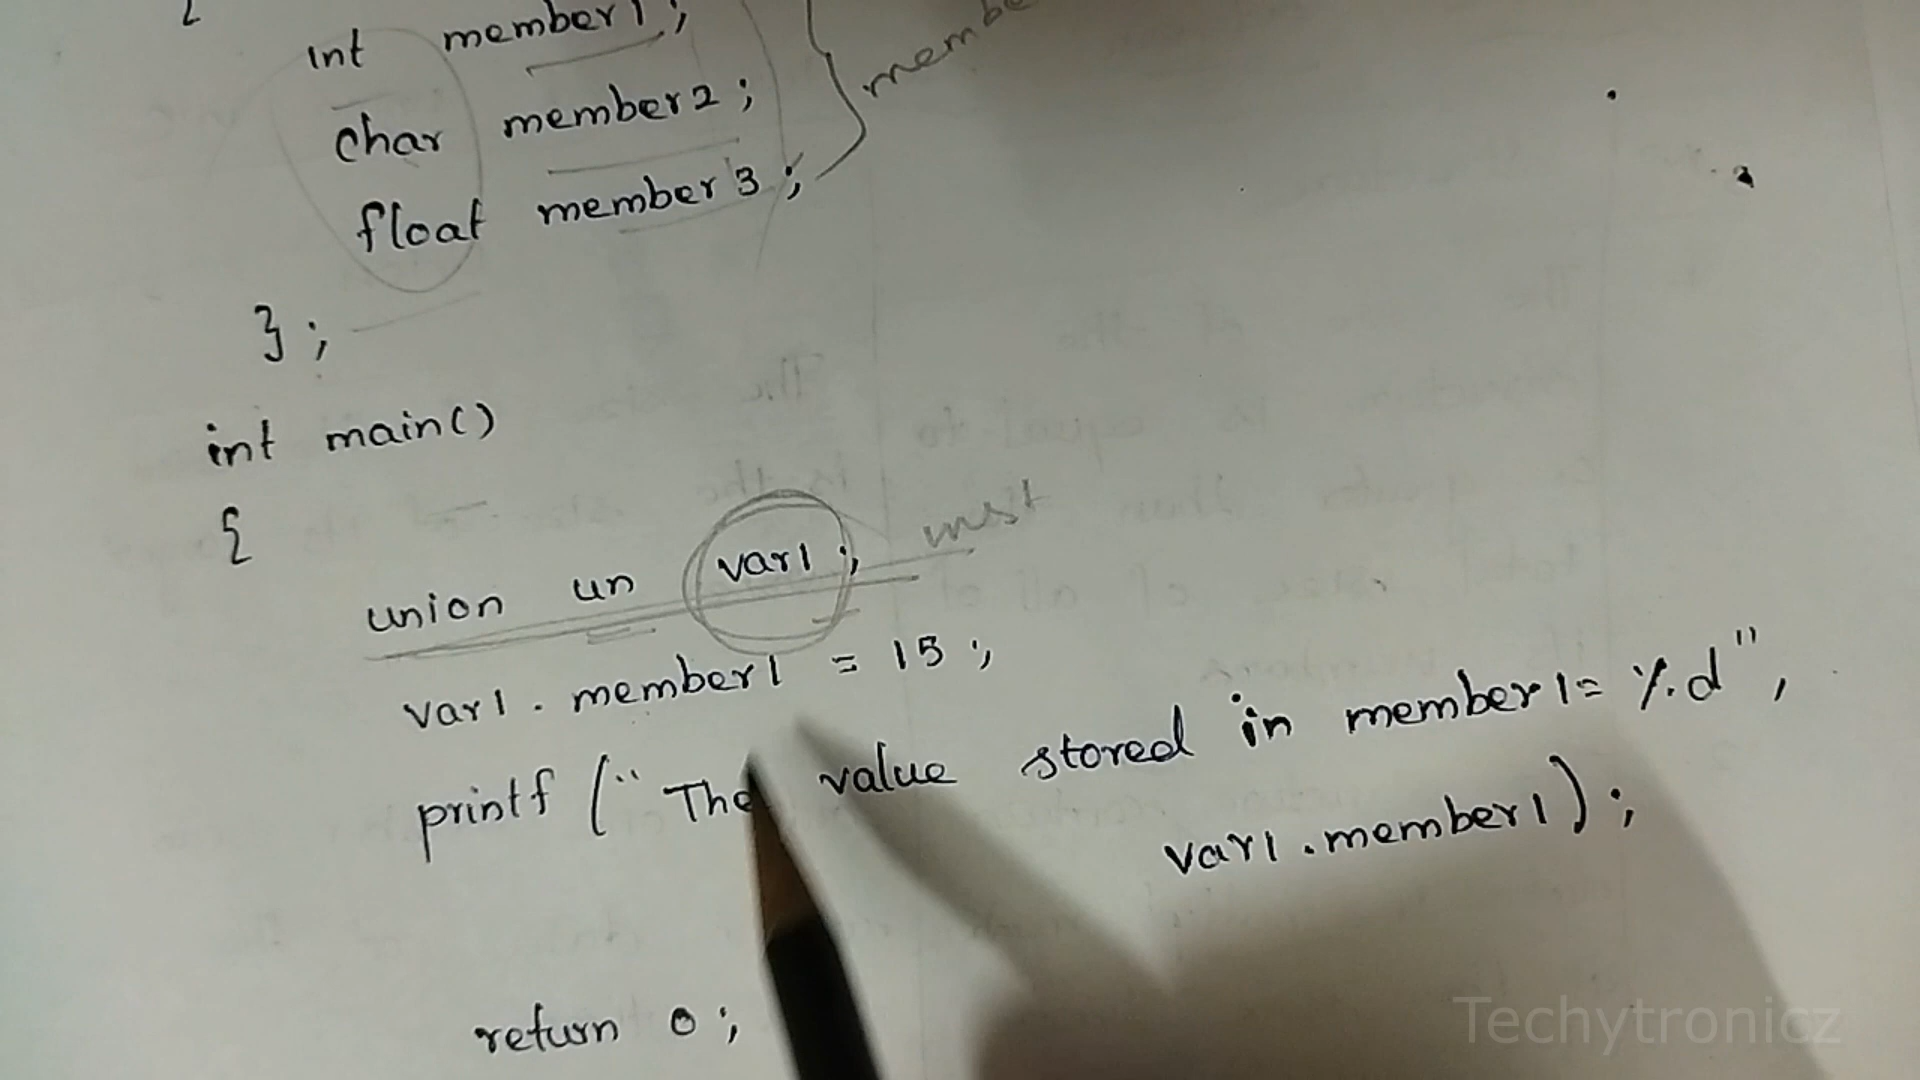 {
int member1;
char member2;
float member3;
};
int main()
{
union un var1;
var1.member1 = 15;
printf("The value stored in member1= %d",
var1.member1);
return 0;
Techytronicz